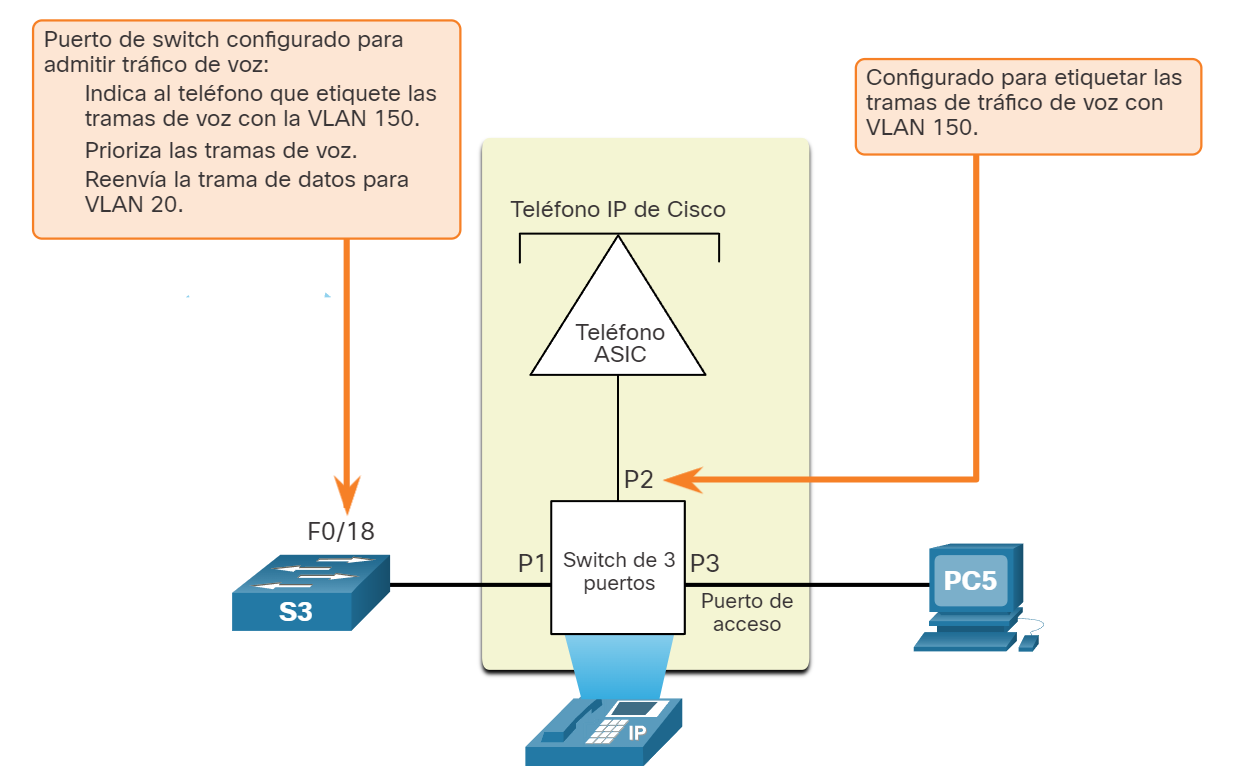 Puerto de switch configurado para
admitir tráfico de voz:
Indica al teléfono que etiquete las
tramas de voz con la VLAN 150.
Prioriza las tramas de voz.
Reenvía la trama de datos para
VLAN 20.
Configurado para etiquetar las
tramas de tráfico de voz con
VLAN 150.
Teléfono IP de Cisco
Teléfono
ASIC
P2
F0/18
P1
Switch de 3
puertos
P3
Puerto de
acceso
S3
PC5
IP